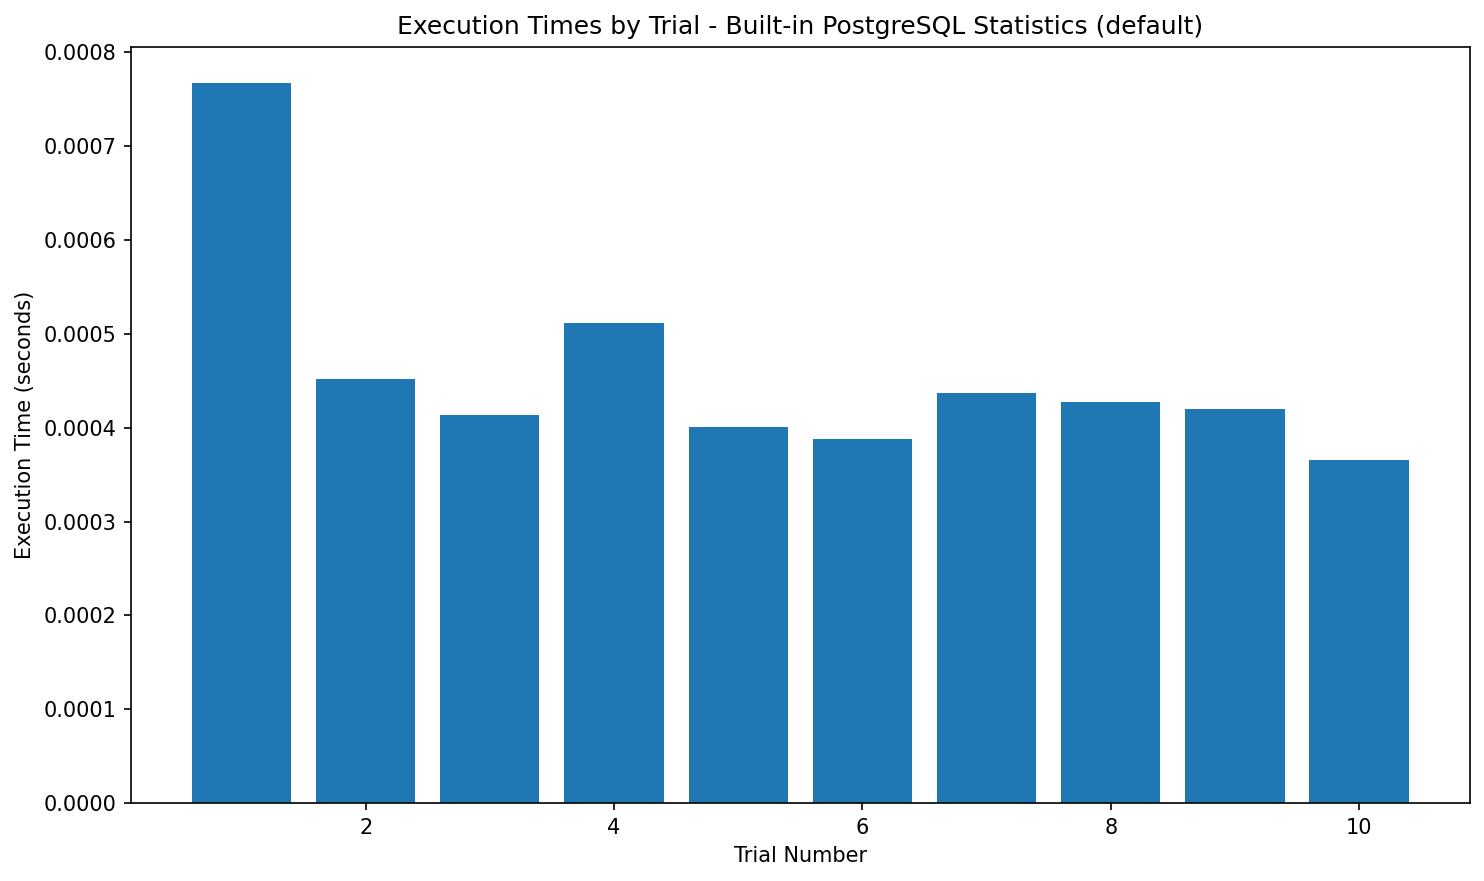 Execution Times by Trial - Built-in PostgreSQL Statistics (default)
Execution Time (seconds)
0.0008
0.0007
0.0006
0.0005
0.0004
0.0003
0.0002
0.0001
0.0000
2 4 6 8 10
Trial Number